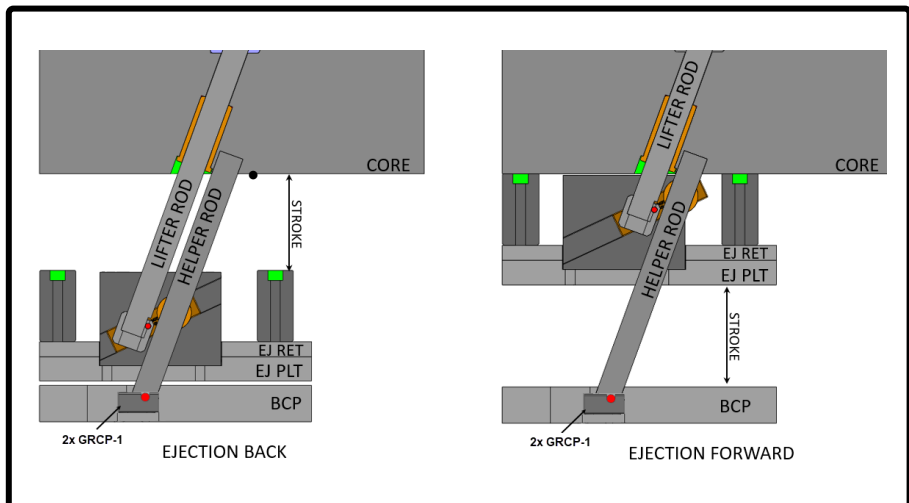 LIFTER ROD
HELPER ROD
CORE
STROKE
EJ RET
EJ PLT
BCP
2x GRCP-1
EJECTION BACK
LIFTER ROD
HELPER ROD
CORE
EJ RET
EJ PLT
STROKE
BCP
2x GRCP-1
EJECTION FORWARD